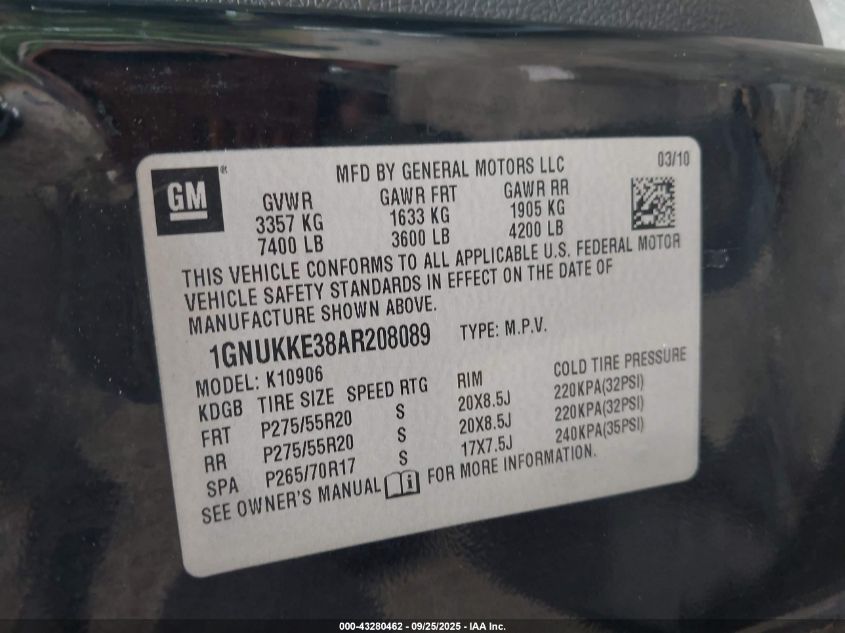 MFD BY GENERAL MOTORS LLC 03/10
GM®
GVWR GAWR FRT GAWR RR
3357 KG 1633 KG 1905 KG
7400 LB 3600 LB 4200 LB
THIS VEHICLE CONFORMS TO ALL APPLICABLE U.S. FEDERAL MOTOR
VEHICLE SAFETY STANDARDS IN EFFECT ON THE DATE OF
MANUFACTURE SHOWN ABOVE.
1GNUKKE38AR208089 TYPE: M.P.V.
MODEL: K10906
KDGB TIRE SIZE SPEED RTG RIM COLD TIRE PRESSURE
FRT P275/55R20 S 20X8.5J 220KPA(32PSI)
RR P275/55R20 S 20X8.5J 220KPA(32PSI)
SPA P265/70R17 S 17X7.5J 240KPA(35PSI)
SEE OWNER'S MANUAL FOR MORE INFORMATION.
000-43280462 - 09/25/2025 - IAA Inc.